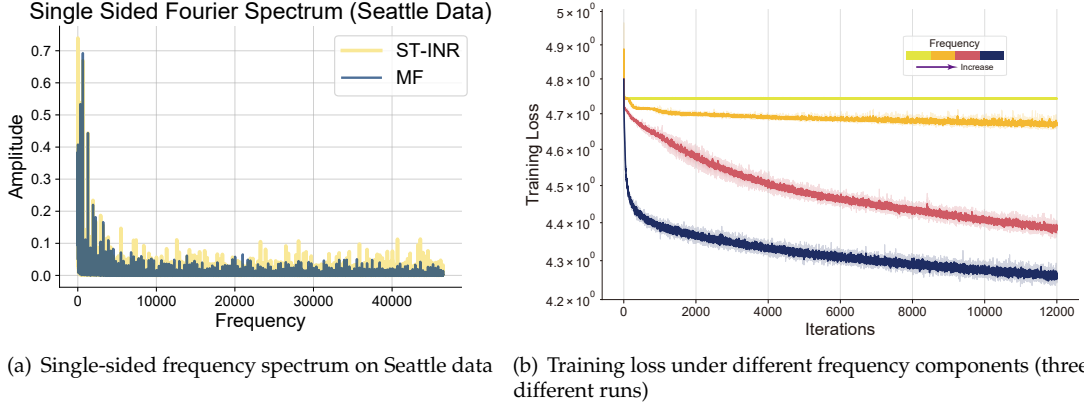 Single Sided Fourier Spectrum (Seattle Data)
ST-INR
MF
Amplitude
0.7
0.6
0.5
0.4
0.3
0.2
0.1
0.0
0 10000 20000 30000 40000
Frequency
(a) Single-sided frequency spectrum on Seattle data
Training Loss
5 × 10⁰
4.9 × 10⁰
4.8 × 10⁰
4.7 × 10⁰
4.6 × 10⁰
4.5 × 10⁰
4.4 × 10⁰
4.3 × 10⁰
4.2 × 10⁰
Frequency
Increase
0 2000 4000 6000 8000 10000 12000
Iterations
(b) Training loss under different frequency components (three
different runs)